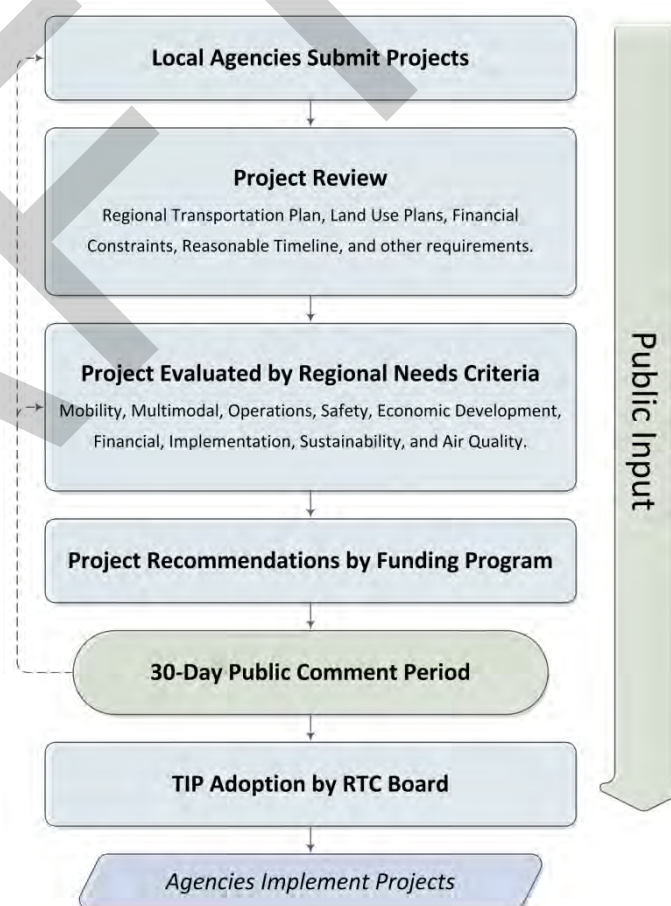 Local Agencies Submit Projects
Project Review
Regional Transportation Plan, Land Use Plans, Financial
Constraints, Reasonable Timeline, and other requirements.
Project Evaluated by Regional Needs Criteria
Mobility, Multimodal, Operations, Safety, Economic Development,
Financial, Implementation, Sustainability, and Air Quality.
Project Recommendations by Funding Program
30-Day Public Comment Period
TIP Adoption by RTC Board
Agencies Implement Projects
Public Input